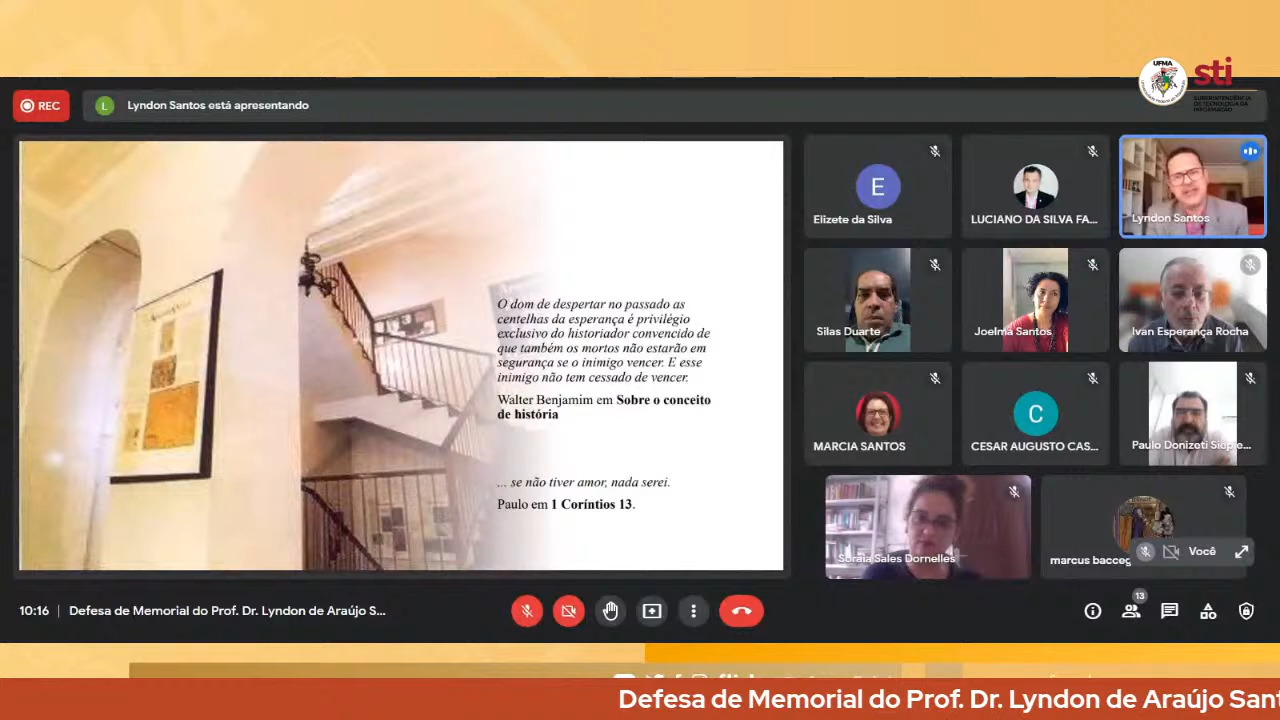 UFMA
sti
SUPERINTENDÊNCIA
DE TECNOLOGIA DA
INFORMAÇÃO
REC
L
Lyndon Santos está apresentando
O dom de despertar no passado as
centelhas da esperança é privilégio
exclusivo do historiador convencido de
que também os mortos não estarão em
segurança se o inimigo vencer. E esse
inimigo não tem cessado de vencer.
Walter Benjamim em Sobre o conceito
de história
... se não tiver amor, nada serei.
Paulo em 1 Coríntios 13.
E
Elizete da Silva
LUCIANO DA SILVA FA...
Lyndon Santos
Silas Duarte
Joelma Santos
Ivan Esperança Rocha
MARCIA SANTOS
C
CESAR AUGUSTO CAS...
Paulo Donizeti Siepie...
Soraia Sales Dornelles
marcus bacceg
Você
10:16
Defesa de Memorial do Prof. Dr. Lyndon de Araújo S...
13
Defesa de Memorial do Prof. Dr. Lyndon de Araújo Sant